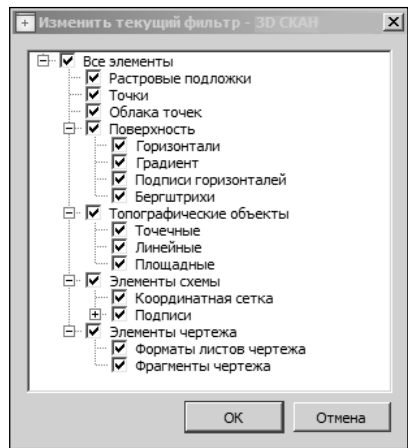 Изменить текущий фильтр - 3D СКАН
Все элементы
Растровые подложки
Точки
Облака точек
Поверхность
Горизонтали
Градиент
Подписи горизонталей
Бергштрихи
Топографические объекты
Точечные
Линейные
Площадные
Элементы схемы
Координатная сетка
Подписи
Элементы чертежа
Форматы листов чертежа
Фрагменты чертежа
ОК
Отмена